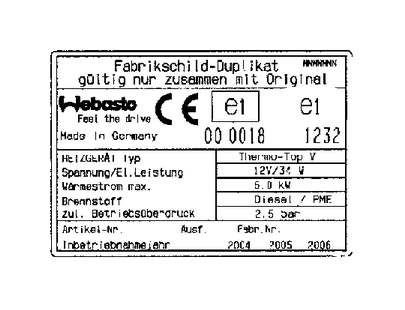 Fabrikschild-Duplikat
gültig nur zusammen mit Original
Webasto
Feel the drive
CE e1 e1
Made in Germany 00 0018 1232
HEIZGERÄT Typ Thermo-Top V
Spannung/El.Leistung 12V/34 W
Wärmestrom max. 5.0 kW
Brennstoff Diesel / PME
zul. Betriebsüberdruck 2.5 bar
Artikel-Nr. Ausf. Febr.Nr.
Inbetriebnahmejahr 2004 2005 2006